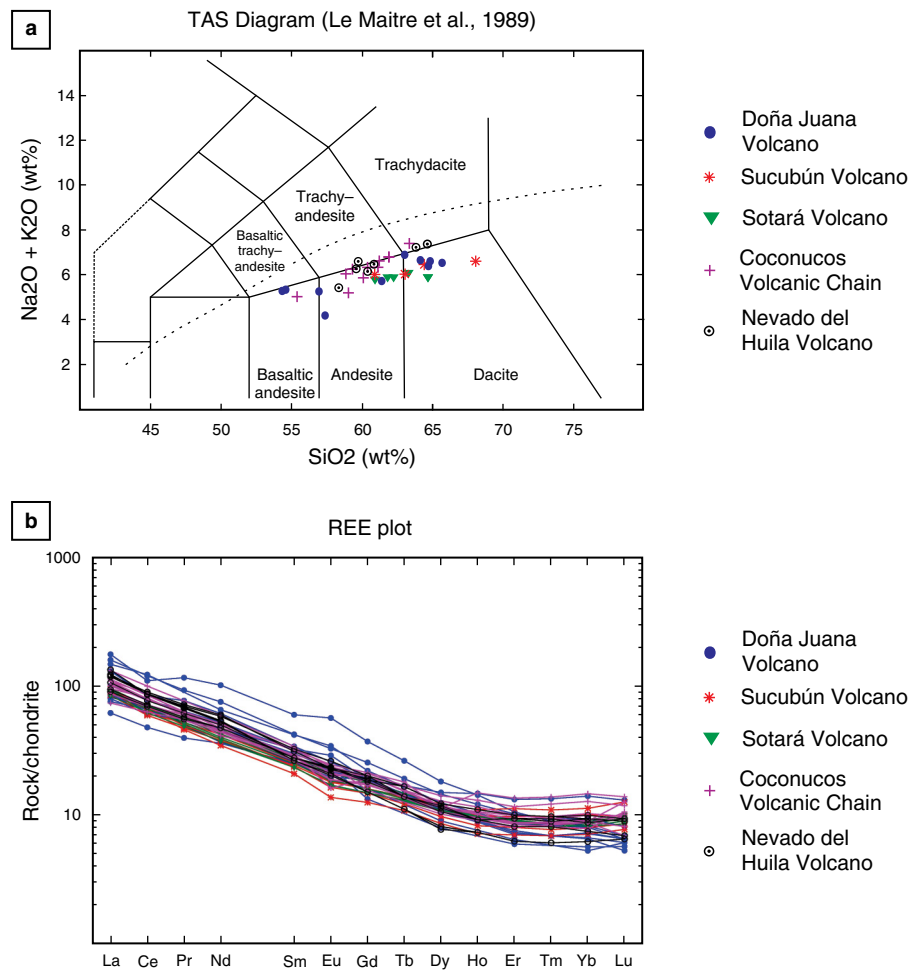 a
TAS Diagram (Le Maitre et al., 1989)
Na2O + K2O (wt%)
14
12
10
8
6
4
2
Trachydacite
Trachy–
andesite
Basaltic
trachy–
andesite
Basaltic
andesite
Andesite
Dacite
45
50
55
60
65
70
75
SiO2 (wt%)
Doña Juana
Volcano
Sucubún Volcano
Sotará Volcano
Coconucos
Volcanic Chain
Nevado del
Huila Volcano
b
REE plot
Rock/chondrite
1000
100
10
La Ce Pr Nd Sm Eu Gd Tb Dy Ho Er Tm Yb Lu
Doña Juana
Volcano
Sucubún Volcano
Sotará Volcano
Coconucos
Volcanic Chain
Nevado del
Huila Volcano